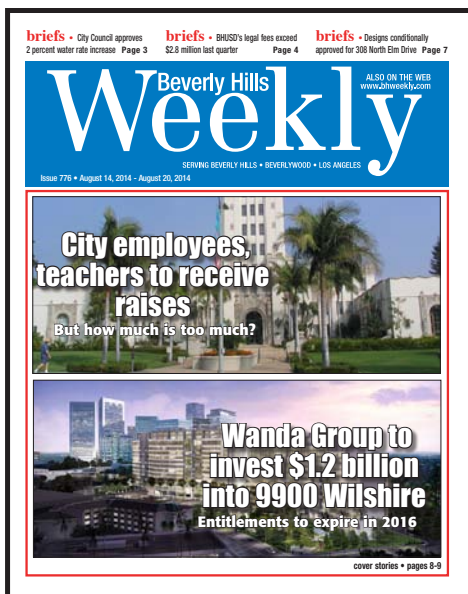 briefs • City Council approves
2 percent water rate increase Page 3
briefs • BHUSD's legal fees exceed
$2.8 million last quarter Page 4
briefs • Designs conditionally
approved for 308 North Elm Drive Page 7
Beverly Hills
ALSO ON THE WEB
www.bhweekly.com
Weekly
SERVING BEVERLY HILLS • BEVERLYWOOD • LOS ANGELES
Issue 776 • August 14, 2014 - August 20, 2014
City employees,
teachers to receive
raises
But how much is too much?
Wanda Group to
invest $1.2 billion
into 9900 Wilshire
Entitlements to expire in 2016
cover stories • pages 8-9